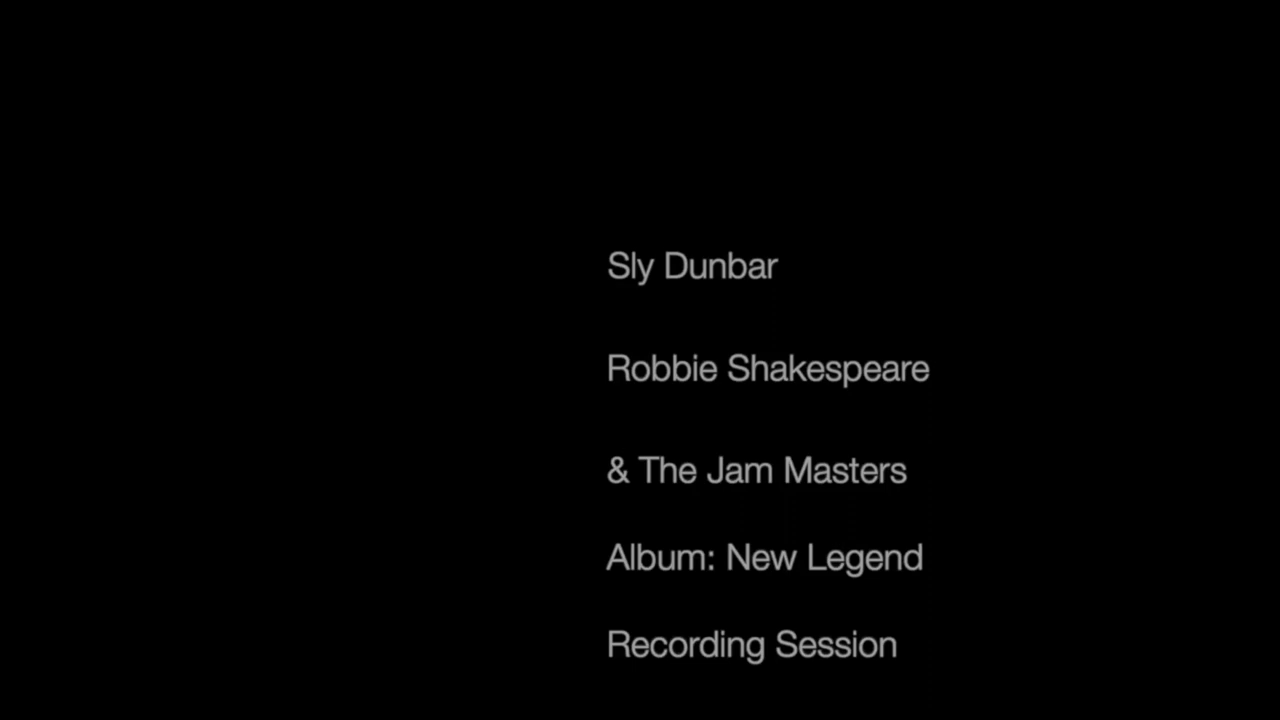 Sly Dunbar
Robbie Shakespeare
& The Jam Masters
Album: New Legend
Recording Session